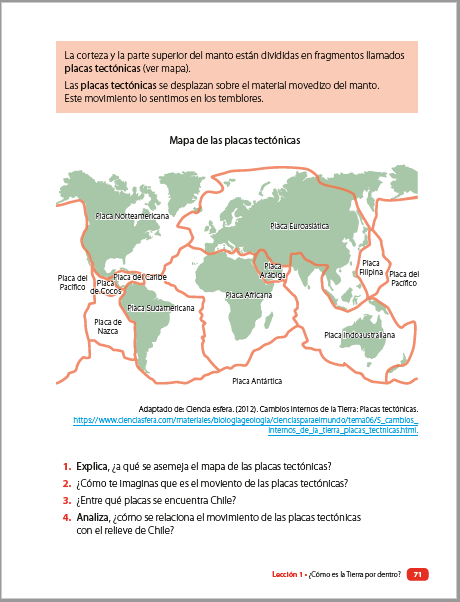 La corteza y la parte superior del manto están divididas en fragmentos llamados
placas tectónicas (ver mapa).
Las placas tectónicas se desplazan sobre el material movedizo del manto.
Este movimiento lo sentimos en los temblores.
Mapa de las placas tectónicas
Placa Norteamericana
Placa Euroasiática
Placa del
Pacífico
Placa
de Cocos
Placa del Caribe
Placa
Arábiga
Placa
Filipina
Placa del
Pacífico
Placa Africana
Placa Sudamericana
Placa de
Nazca
Placa Indoaustraliana
Placa Antártica
Adaptado de: Ciencia esfera. (2012). Cambios internos de la Tierra: Placas tectónicas.
https://www.cienciasfera.com/materiales/biologiageologia/cienciasparaelmundo/tema06/5_cambios_
internos_de_la_tierra_placas_tectnicas.html.
1. Explica, ¿a qué se asemeja el mapa de las placas tectónicas?
2. ¿Cómo te imaginas que es el moviento de las placas tectónicas?
3. ¿Entre qué placas se encuentra Chile?
4. Analiza, ¿cómo se relaciona el movimiento de las placas tectónicas
con el relieve de Chile?
Lección 1 • ¿Cómo es la Tierra por dentro? 71